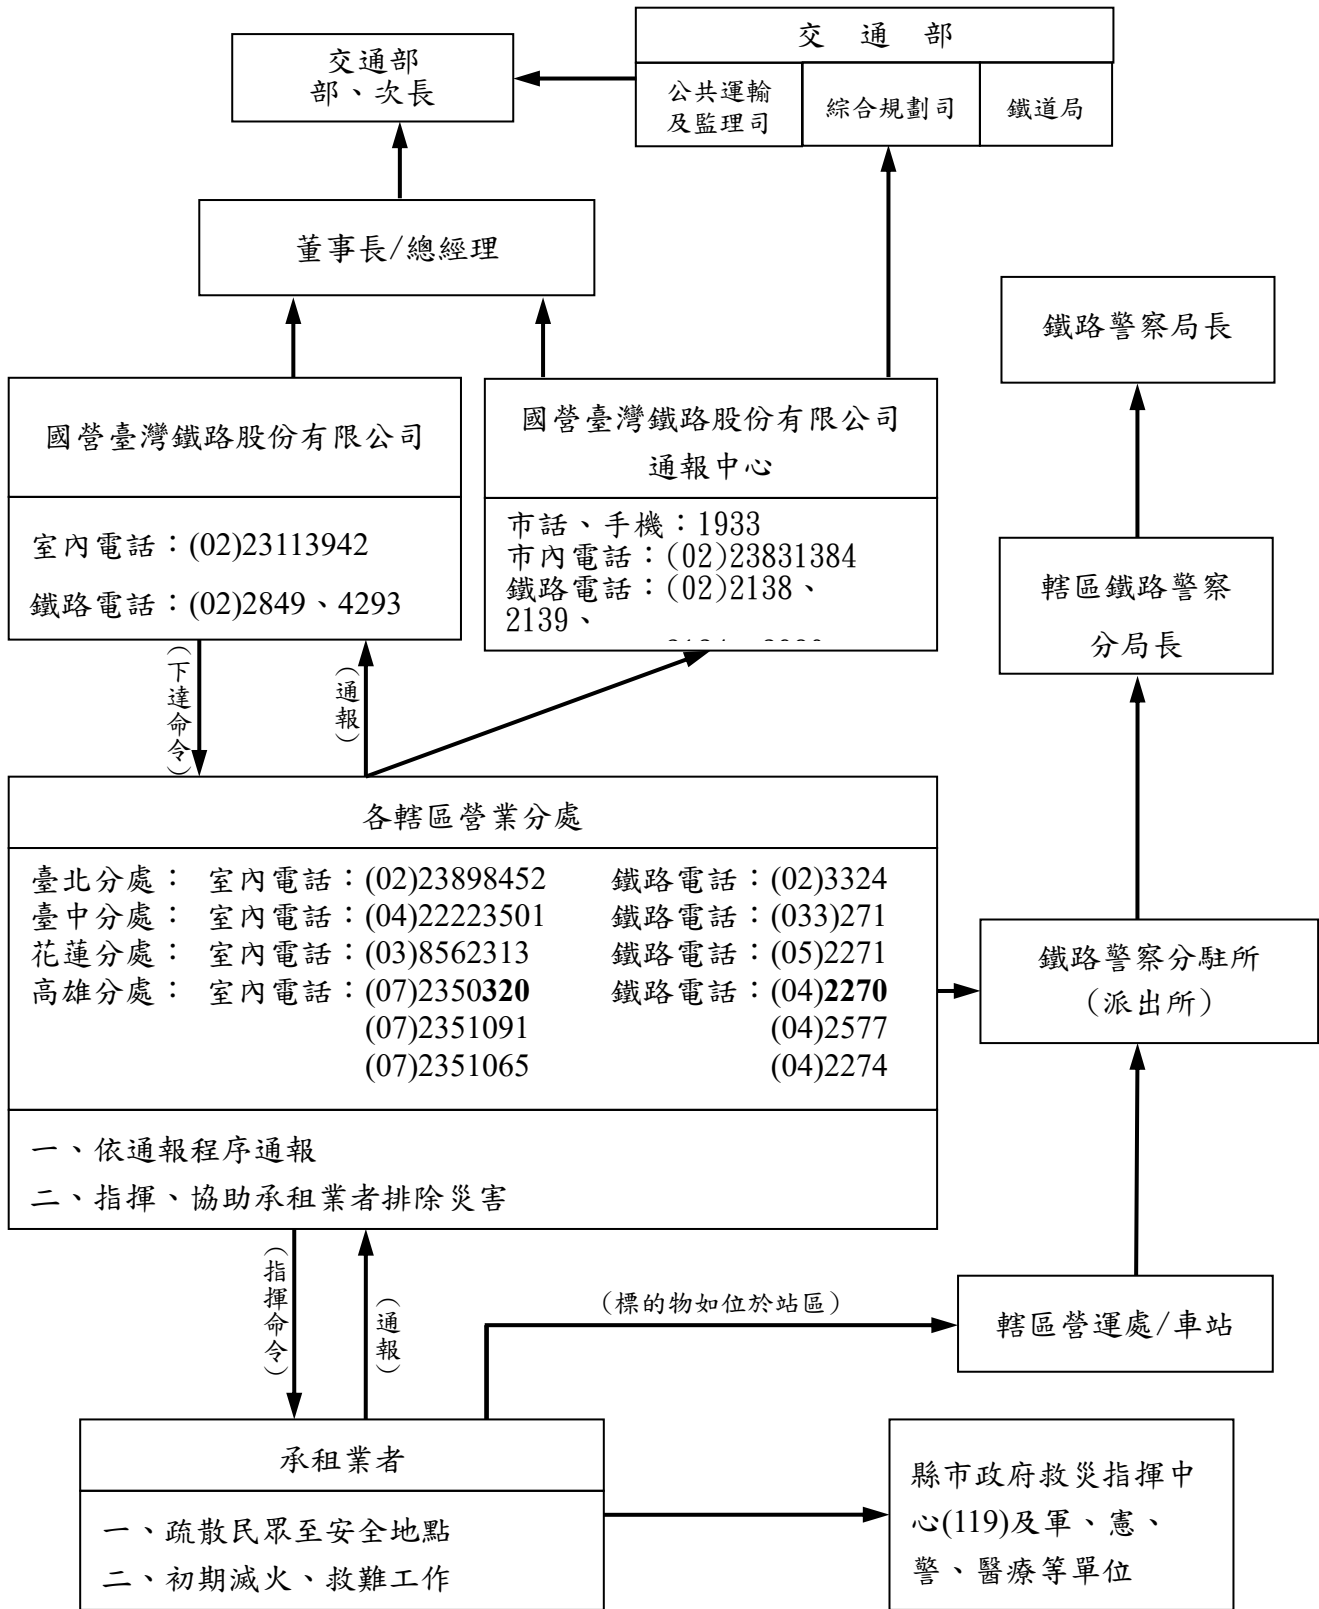 交通部
部、次長
交 通 部
公共運輸
及監理司
綜合規劃司
鐵道局
董事長/總經理
鐵路警察局長
國營臺灣鐵路股份有限公司
室內電話：(02)23113942
鐵路電話：(02)2849、4293
國營臺灣鐵路股份有限公司
通報中心
市話、手機：1933
市內電話：(02)23831384
鐵路電話：(02)2138、
2139、
轄區鐵路警察
分局長
(下達命令)
(通報)
各轄區營業分處
臺北分處： 室內電話：(02)23898452 鐵路電話：(02)3324
臺中分處： 室內電話：(04)22223501 鐵路電話：(033)271
花蓮分處： 室內電話：(03)8562313 鐵路電話：(05)2271
高雄分處： 室內電話：(07)2350320 鐵路電話：(04)2270
(07)2351091 (04)2577
(07)2351065 (04)2274
一、依通報程序通報
二、指揮、協助承租業者排除災害
鐵路警察分駐所
（派出所）
(指揮命令)
(通報)
（標的物如位於站區）
轄區營運處/車站
承租業者
一、疏散民眾至安全地點
二、初期滅火、救難工作
縣市政府救災指揮中
心(119)及軍、憲、
警、醫療等單位